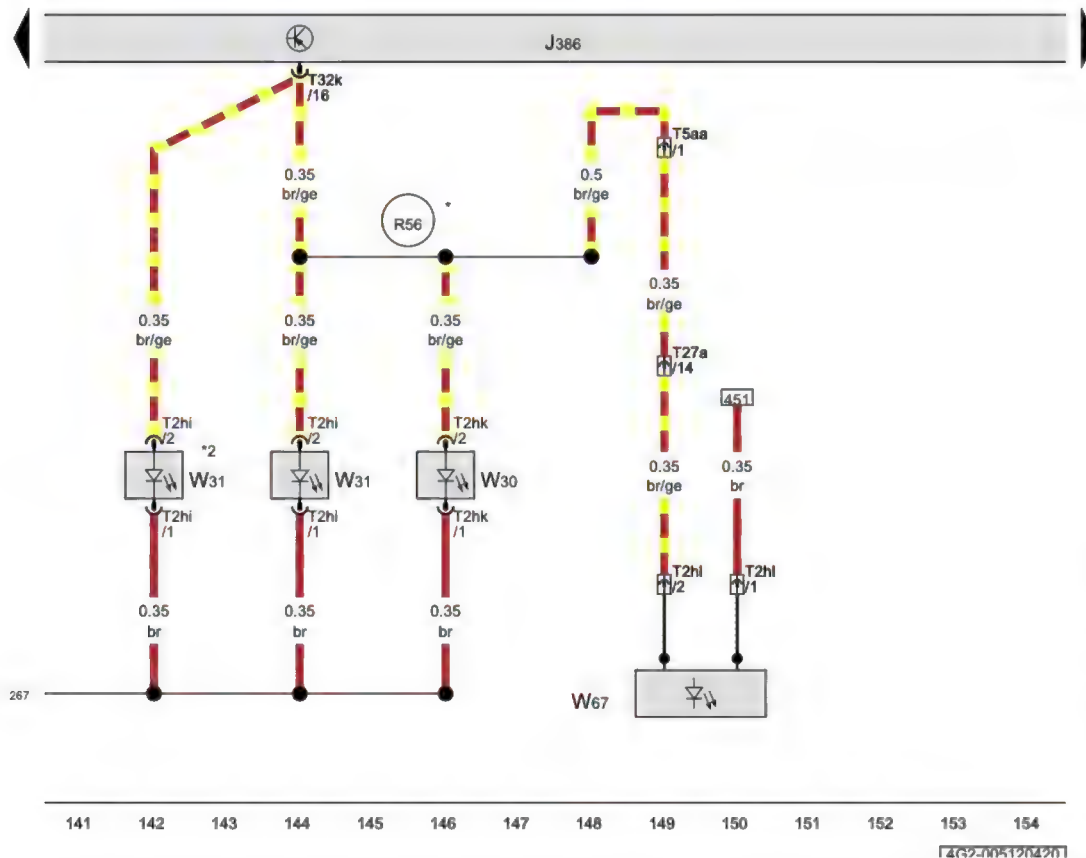 J386
T32k
/16
T5aa
/1
0.35
br/ge
0.5
br/ge
R56
*
0.35
br/ge
0.35
br/ge
0.35
br/ge
0.35
br/ge
T27a
/14
451
T2hi
/2
T2hi
/2
T2hk
/2
*2
W31
W31
W30
0.35
br/ge
0.35
br
T2hi
/1
T2hi
/1
T2hk
/1
T2hl
/2
T2hl
/1
0.35
br
0.35
br
0.35
br
267
W67
141 142 143 144 145 146 147 148 149 150 151 152 153 154
4G2-005120420